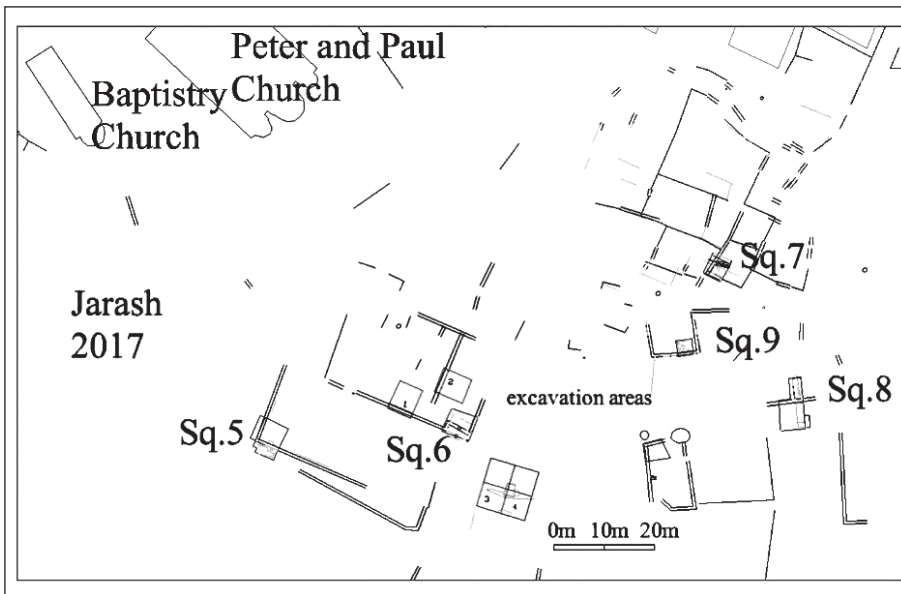 Peter and Paul
Church
Baptistry
Church
Sq.7
Jarash
2017
Sq.9
Sq.8
excavation areas
2
1
Sq.5
Sq.6
3
4
0m 10m 20m